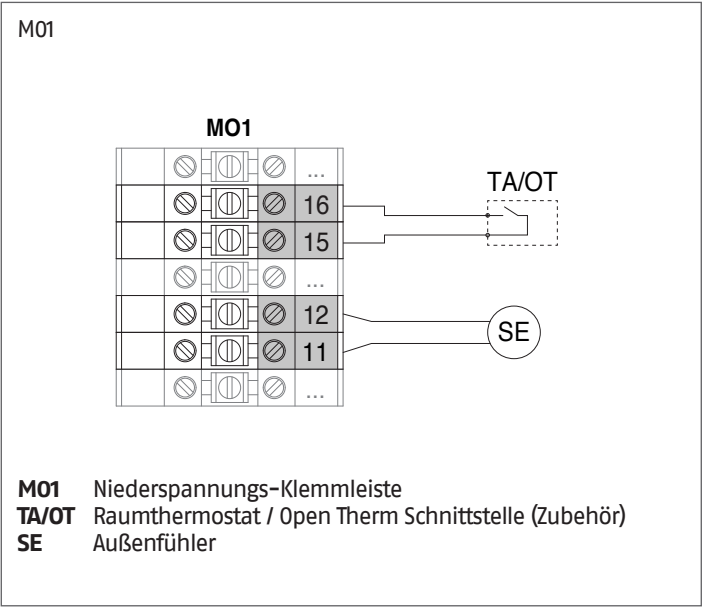 M01
MO1
...
TA/OT
16
15
...
12
SE
11
...
M01 Niederspannungs-Klemmleiste
TA/OT Raumthermostat / Open Therm Schnittstelle (Zubehör)
SE Außenfühler